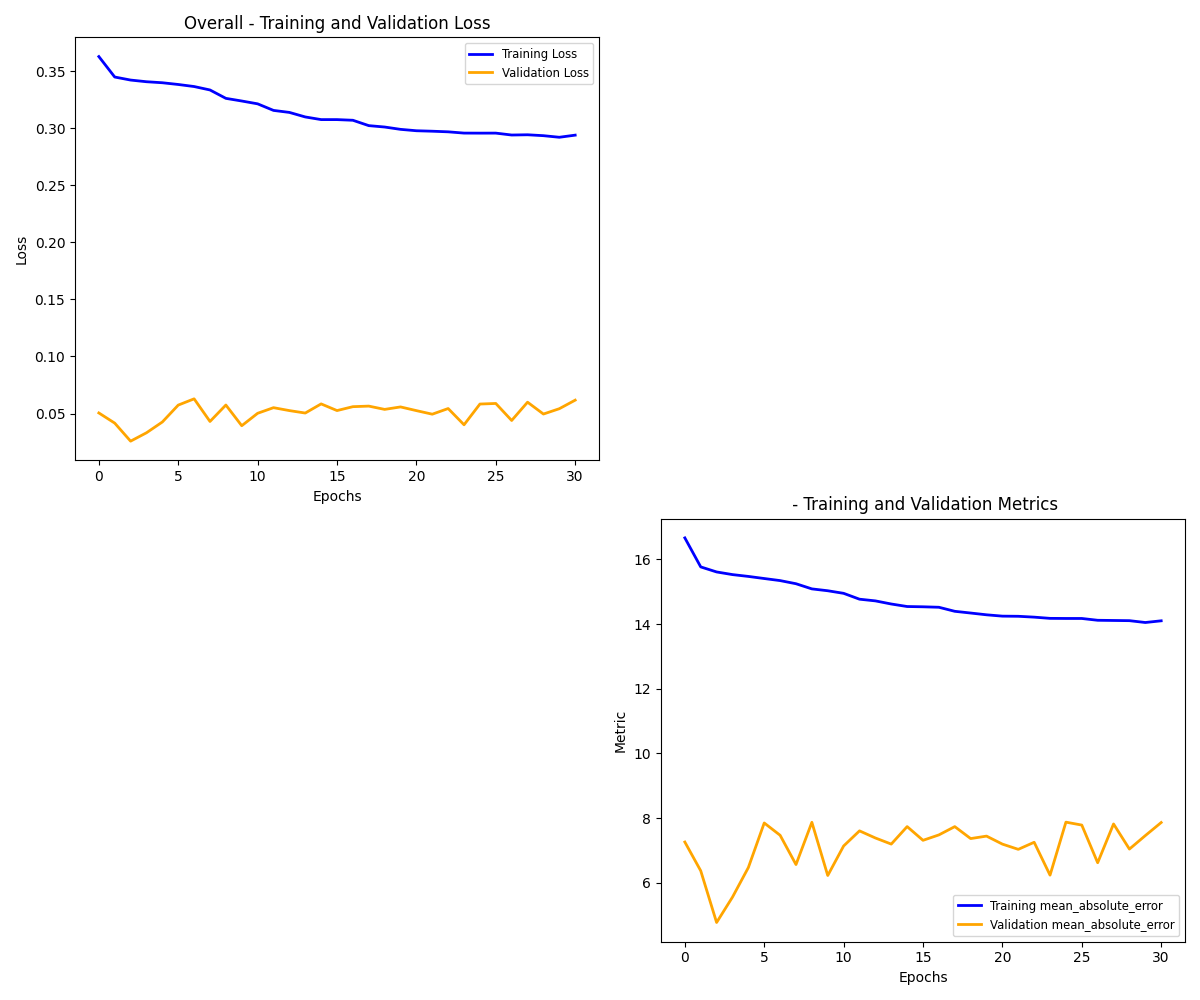 Overall - Training and Validation Loss
Training Loss
Validation Loss
0.35
0.30
0.25
0.20
0.15
0.10
0.05
Loss
0 5 10 15 20 25 30
Epochs
- Training and Validation Metrics
16
14
12
10
8
6
Metric
Training mean_absolute_error
Validation mean_absolute_error
0 5 10 15 20 25 30
Epochs